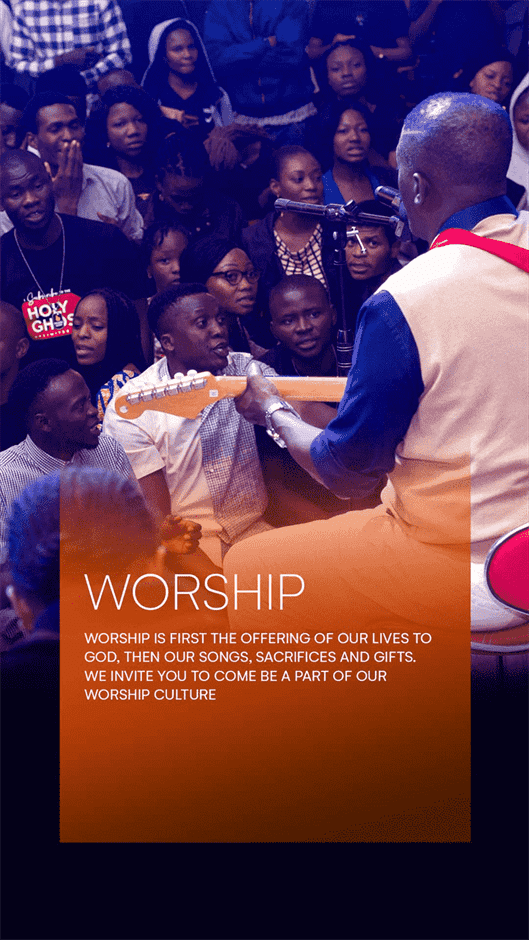 HOLY
GHOS
WORSHIP
WORSHIP IS FIRST THE OFFERING OF OUR LIVES TO
GOD, THEN OUR SONGS, SACRIFICES AND GIFTS.
WE INVITE YOU TO COME BE A PART OF OUR
WORSHIP CULTURE